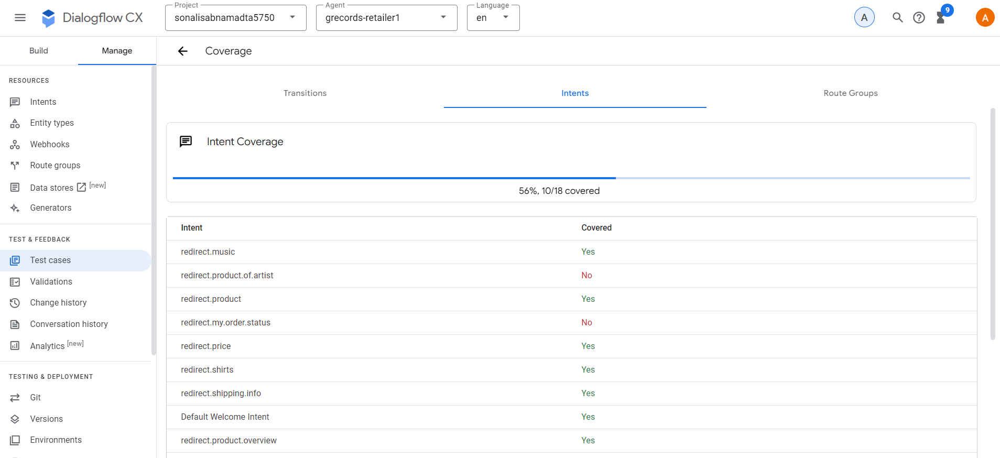 Dialogflow CX
Project
sonalisabnamadta5750
Agent
grecords-retailer1
Language
en
A
9
A
Build
Manage
Coverage
RESOURCES
Intents
Entity types
Webhooks
Route groups
Data stores [new]
Generators
TEST & FEEDBACK
Test cases
Validations
Change history
Conversation history
Analytics [new]
TESTING & DEPLOYMENT
Git
Versions
Environments
Transitions
Intents
Route Groups
Intent Coverage
56%, 10/18 covered
Intent Covered
redirect.music Yes
redirect.product.of.artist No
redirect.product Yes
redirect.my.order.status No
redirect.price Yes
redirect.shirts Yes
redirect.shipping.info Yes
Default Welcome Intent Yes
redirect.product.overview Yes